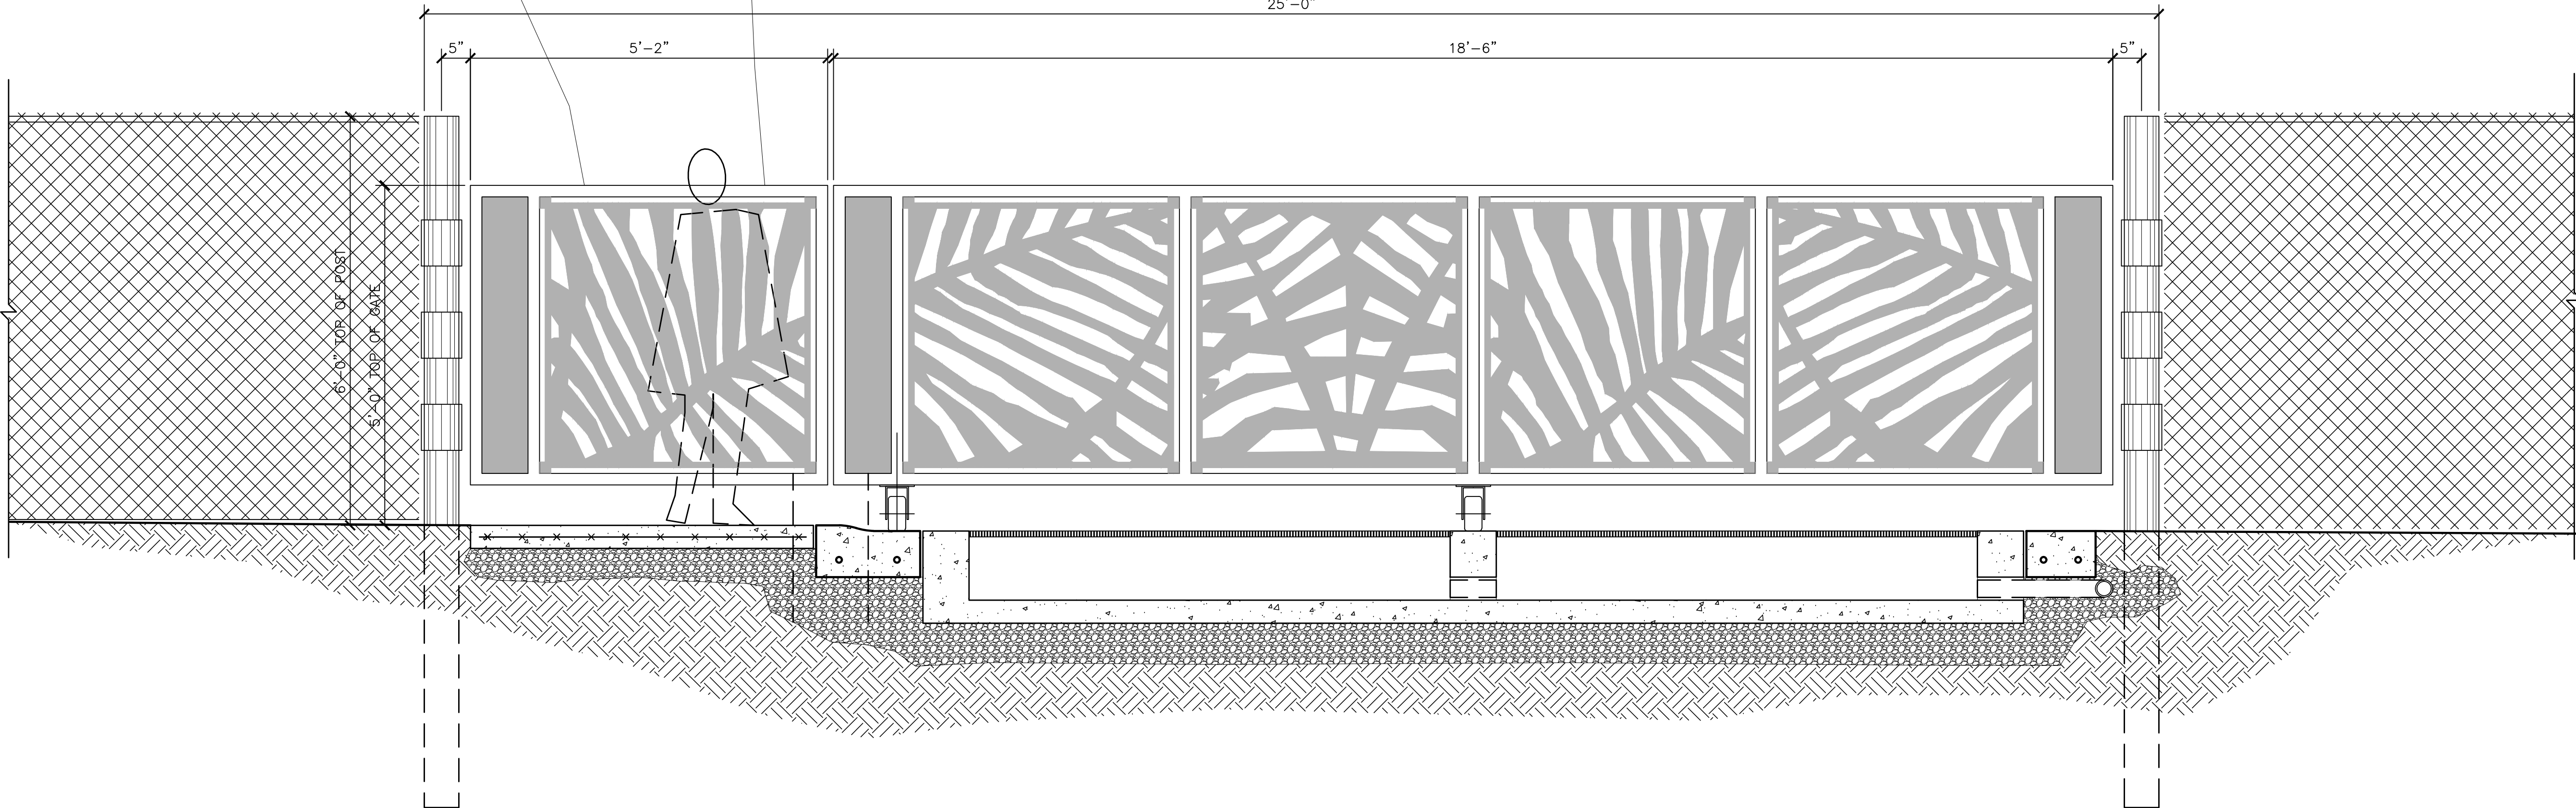 25'-0"
5"
5'-2"
18'-6"
5"
6'-0" TOP OF POST
5'-0" TOP OF GATE